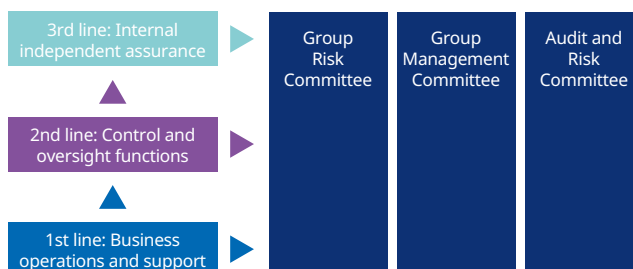 3rd line: Internal
independent assurance
2nd line: Control and
oversight functions
1st line: Business
operations and support
Group
Risk
Committee
Group
Management
Committee
Audit and
Risk
Committee